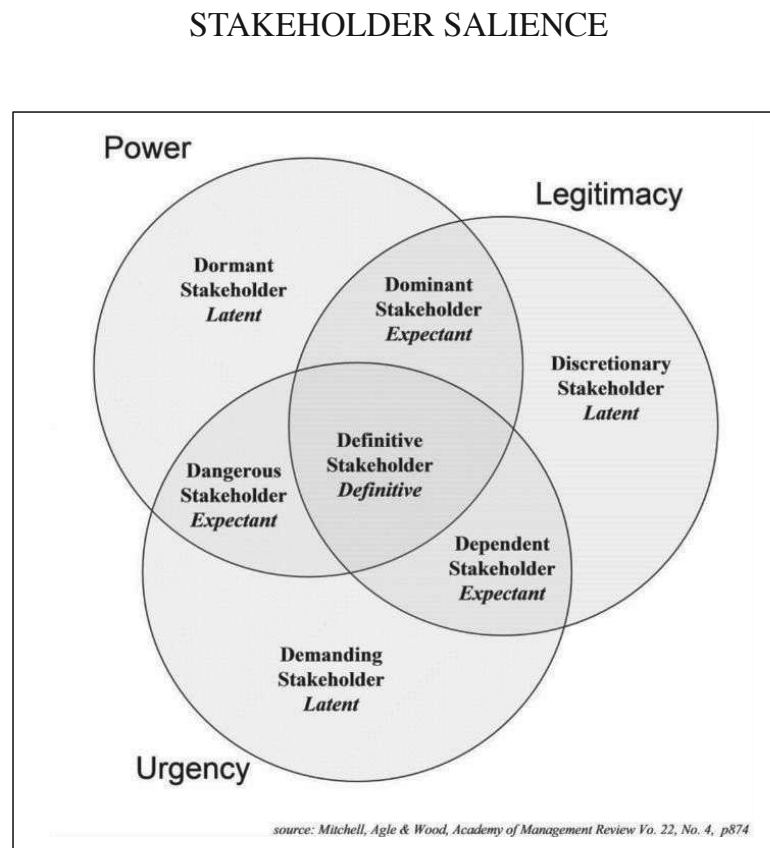 STAKEHOLDER SALIENCE
Power
Legitimacy
Dormant
Stakeholder
Latent
Dominant
Stakeholder
Expectant
Discretionary
Stakeholder
Latent
Definitive
Stakeholder
Definitive
Dangerous
Stakeholder
Expectant
Dependent
Stakeholder
Expectant
Demanding
Stakeholder
Latent
Urgency
source: Mitchell, Agle & Wood, Academy of Management Review Vo. 22, No. 4, p874